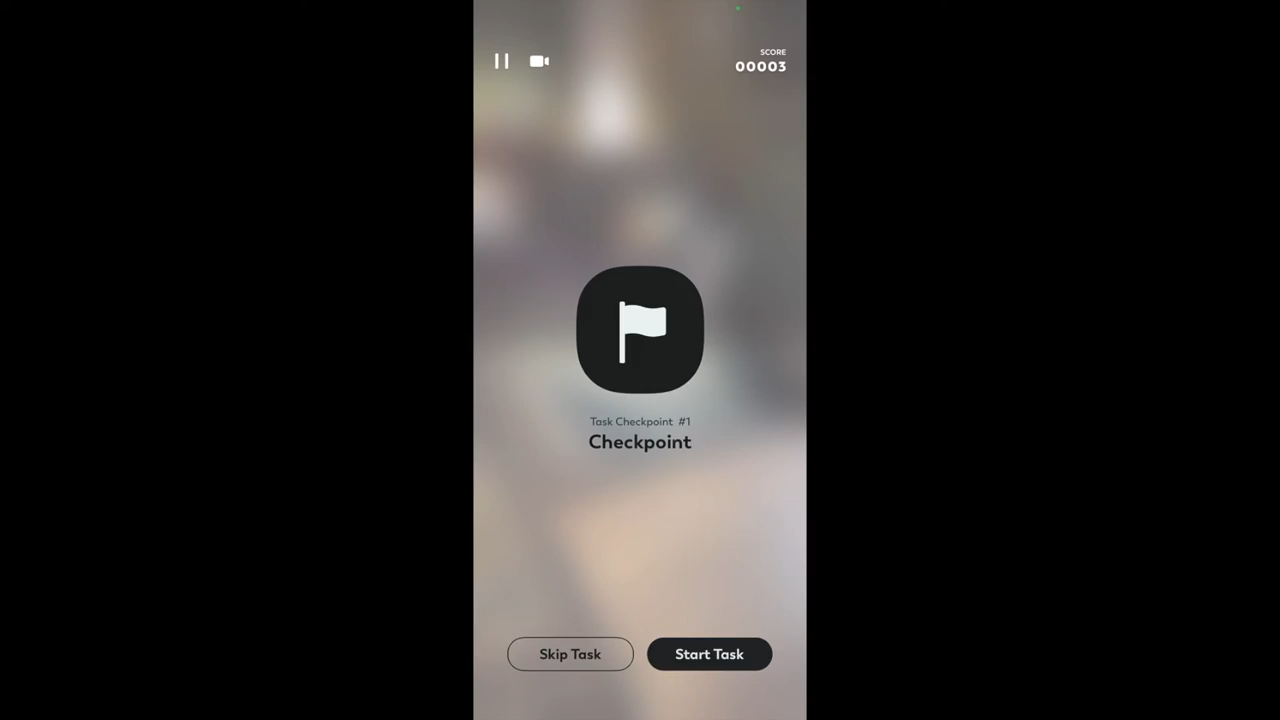 SCORE
00003
Task Checkpoint #1
Checkpoint
Skip Task
Start Task